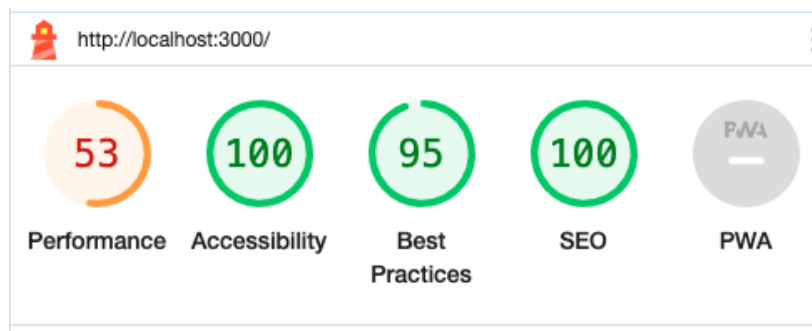 http://localhost:3000/
53
100
95
100
PWA
Performance
Accessibility
Best
Practices
SEO
PWA